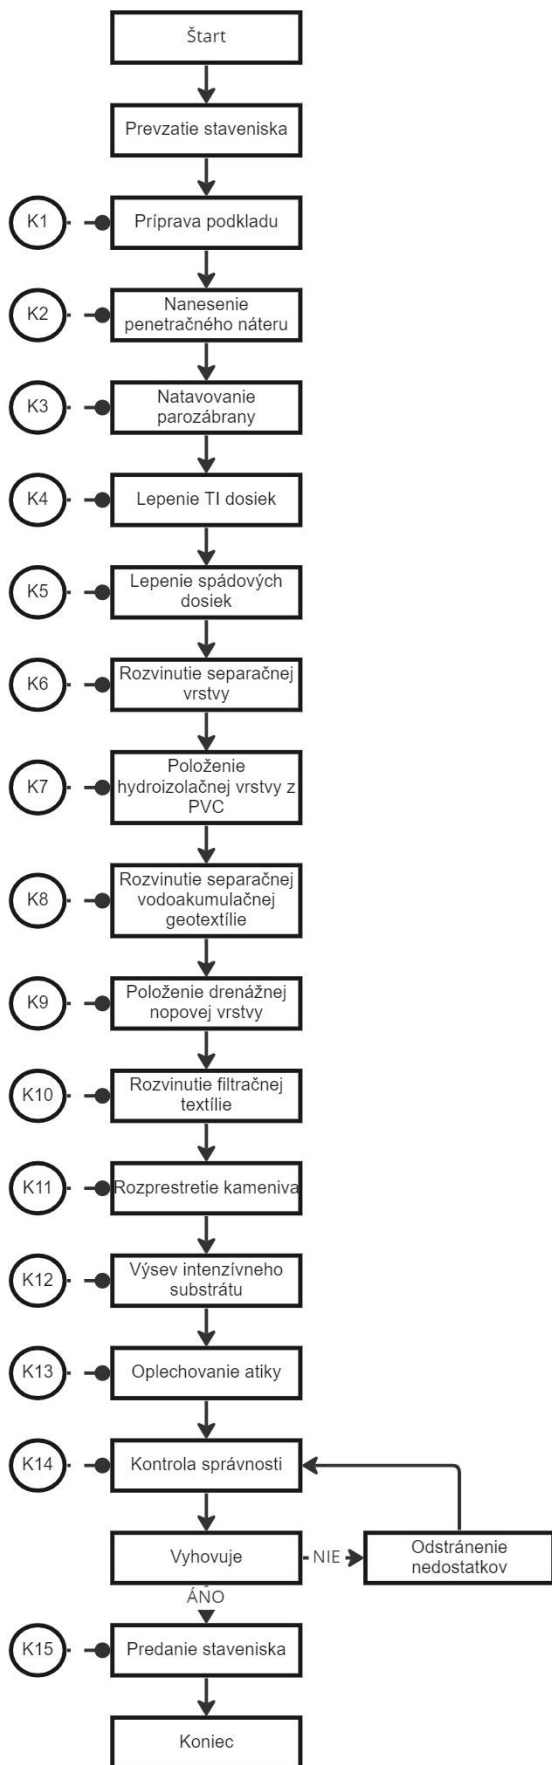 Štart
Prevzatie staveniska
K1
Príprava podkladu
K2
Nanesenie
penetračného náteru
K3
Natavovanie
parozábrany
K4
Lepenie TI dosiek
K5
Lepenie spádových
dosiek
K6
Rozvinutie separačnej
vrstvy
K7
Položenie
hydroizolačnej vrstvy z
PVC
K8
Rozvinutie separačnej
vodoakumulačnej
geotextílie
K9
Položenie drenážnej
nopovej vrstvy
K10
Rozvinutie filtračnej
textílie
K11
Rozprestretie kameniva
K12
Výsev intenzívneho
substrátu
K13
Oplechovanie atiky
K14
Kontrola správnosti
Vyhovuje
NIE
Odstránenie
nedostatkov
ÁNO
K15
Predanie staveniska
Koniec